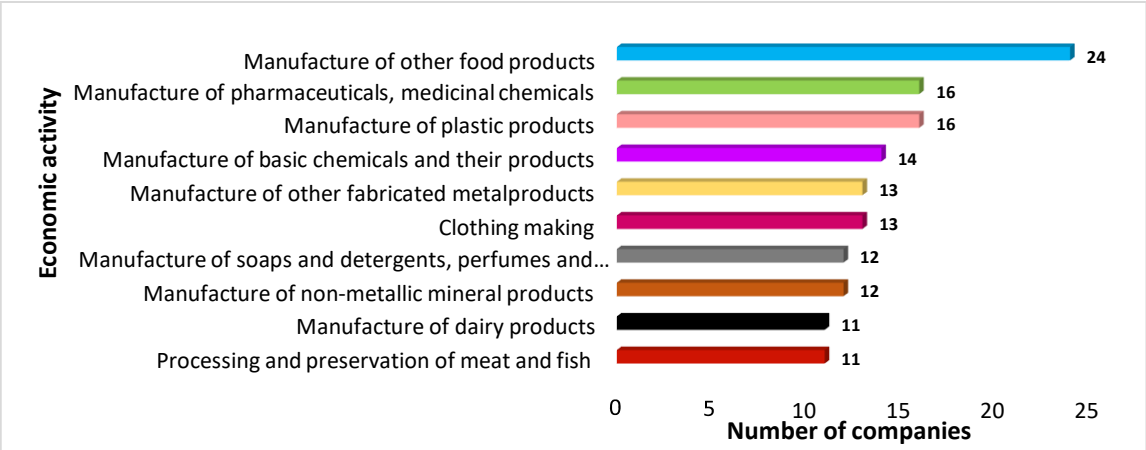 Economic activity
Manufacture of other food products 24
Manufacture of pharmaceuticals, medicinal chemicals 16
Manufacture of plastic products 16
Manufacture of basic chemicals and their products 14
Manufacture of other fabricated metalproducts 13
Clothing making 13
Manufacture of soaps and detergents, perfumes and... 12
Manufacture of non-metallic mineral products 12
Manufacture of dairy products 11
Processing and preservation of meat and fish 11
0 5 10 15 20 25
Number of companies